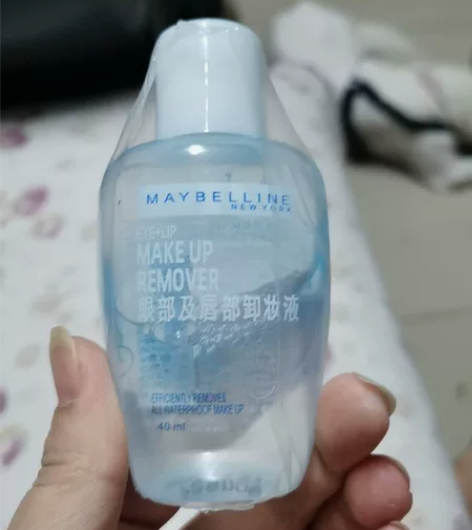 MAYBELLINE
NEW YORK
EYE+LIP
MAKE UP
REMOVER
眼部及唇部卸妆液
EFFICIENTLY REMOVES
ALL WATERPROOF MAKE UP
40 ml